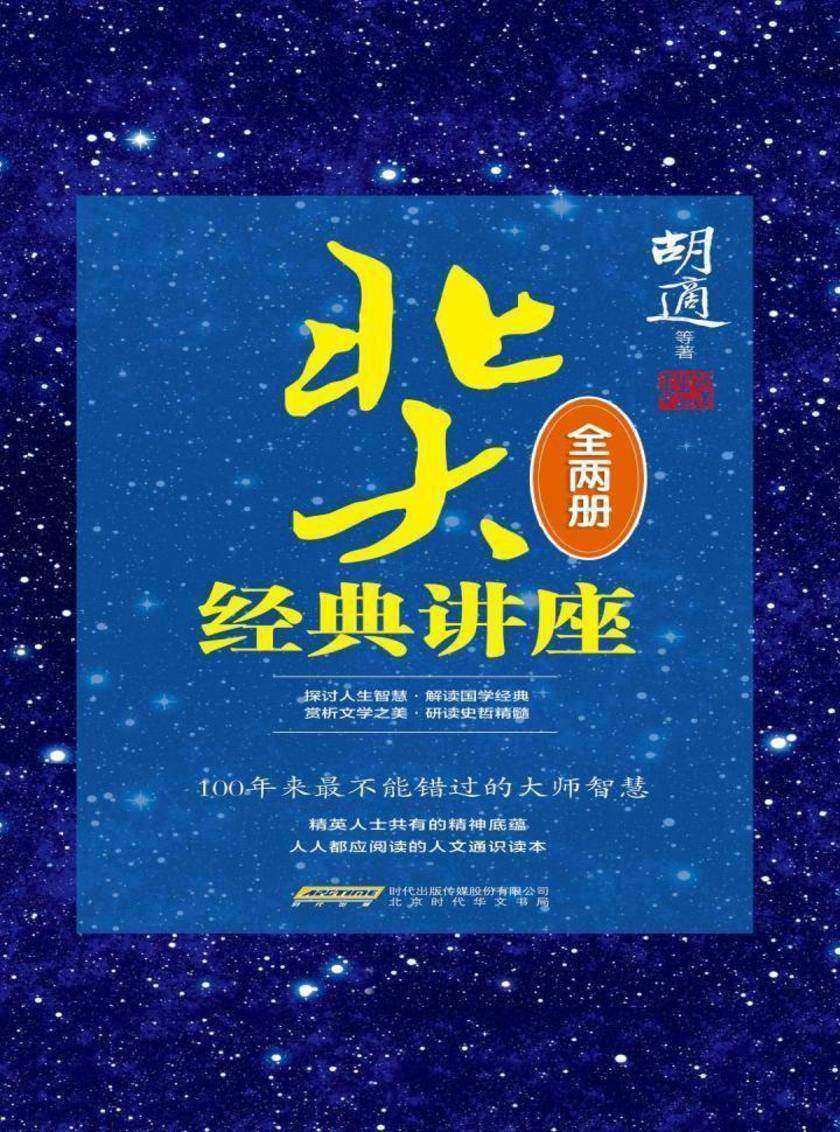 北大
胡適
等著
全两册
经典讲座
探讨人生智慧·解读国学经典
赏析文学之美·研读史哲精髓
100年来最不能错过的大师智慧
精英人士共有的精神底蕴
人人都应阅读的人文通识读本
ARCTIME
时代出版传媒股份有限公司
北京时代华文书局